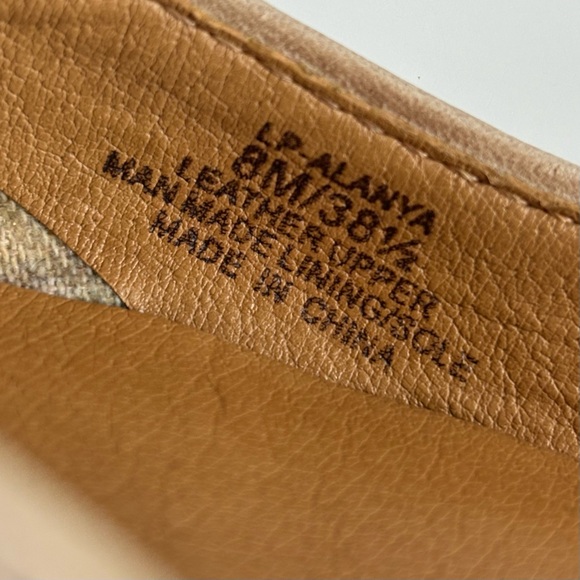 LP-ALANYA
8M/38½
LEATHER UPPER
MAN MADE LINING/SOLE
MADE IN CHINA